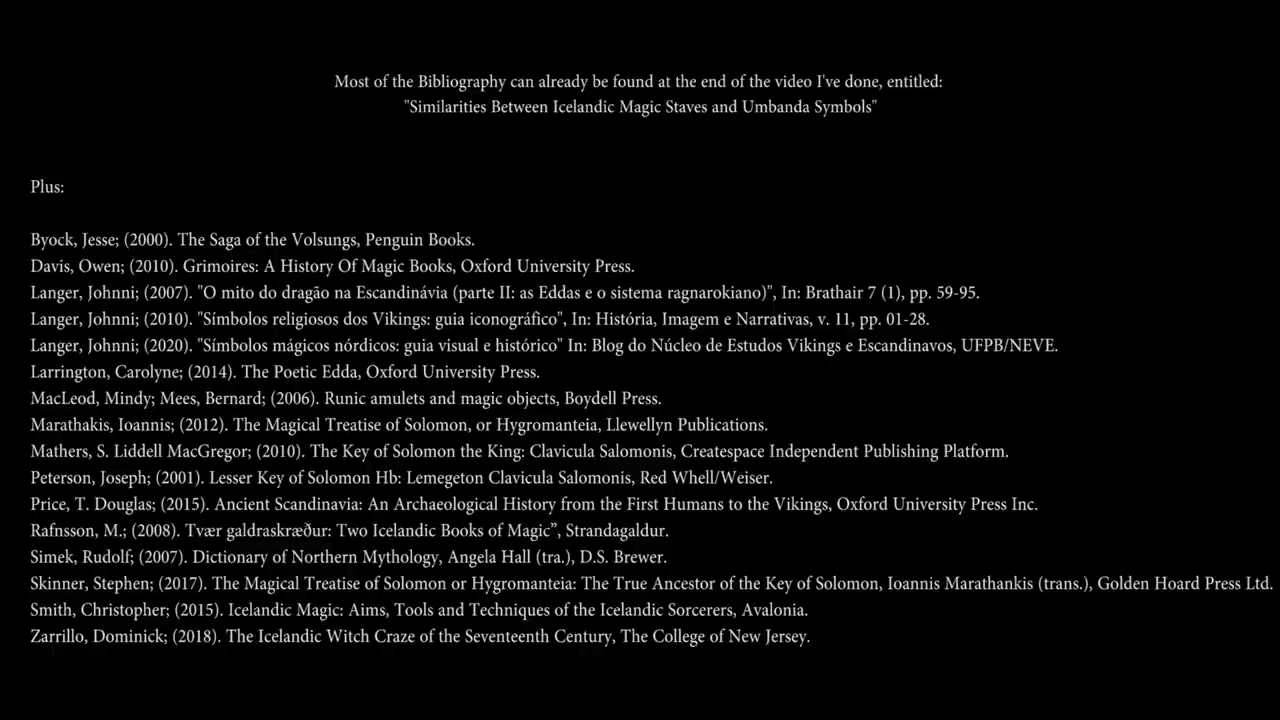 Most of the Bibliography can already be found at the end of the video I've done, entitled:
"Similarities Between Icelandic Magic Staves and Umbanda Symbols"
Plus:
Byock, Jesse; (2000). The Saga of the Volsungs, Penguin Books.
Davis, Owen; (2010). Grimoires: A History Of Magic Books, Oxford University Press.
Langer, Johnni; (2007). "O mito do dragão na Escandinávia (parte II: as Eddas e o sistema ragnarokiano)", In: Brathair 7 (1), pp. 59-95.
Langer, Johnni; (2010). "Símbolos religiosos dos Vikings: guia iconográfico", In: História, Imagem e Narrativas, v. 11, pp. 01-28.
Langer, Johnni; (2020). "Símbolos mágicos nórdicos: guia visual e histórico" In: Blog do Núcleo de Estudos Vikings e Escandinavos, UFPB/NEVE.
Larrington, Carolyne; (2014). The Poetic Edda, Oxford University Press.
MacLeod, Mindy; Mees, Bernard; (2006). Runic amulets and magic objects, Boydell Press.
Marathakis, Ioannis; (2012). The Magical Treatise of Solomon, or Hygromanteia, Llewellyn Publications.
Mathers, S. Liddell MacGregor; (2010). The Key of Solomon the King: Clavicula Salomonis, Createspace Independent Publishing Platform.
Peterson, Joseph; (2001). Lesser Key of Solomon Hb: Lemegeton Clavicula Salomonis, Red Whell/Weiser.
Price, T. Douglas; (2015). Ancient Scandinavia: An Archaeological History from the First Humans to the Vikings, Oxford University Press Inc.
Rafnsson, M.; (2008). Tvær galdraskræður: Two Icelandic Books of Magic”, Strandagaldur.
Simek, Rudolf; (2007). Dictionary of Northern Mythology, Angela Hall (tra.), D.S. Brewer.
Skinner, Stephen; (2017). The Magical Treatise of Solomon or Hygromanteia: The True Ancestor of the Key of Solomon, Ioannis Marathankis (trans.), Golden Hoard Press Ltd.
Smith, Christopher; (2015). Icelandic Magic: Aims, Tools and Techniques of the Icelandic Sorcerers, Avalonia.
Zarrillo, Dominick; (2018). The Icelandic Witch Craze of the Seventeenth Century, The College of New Jersey.